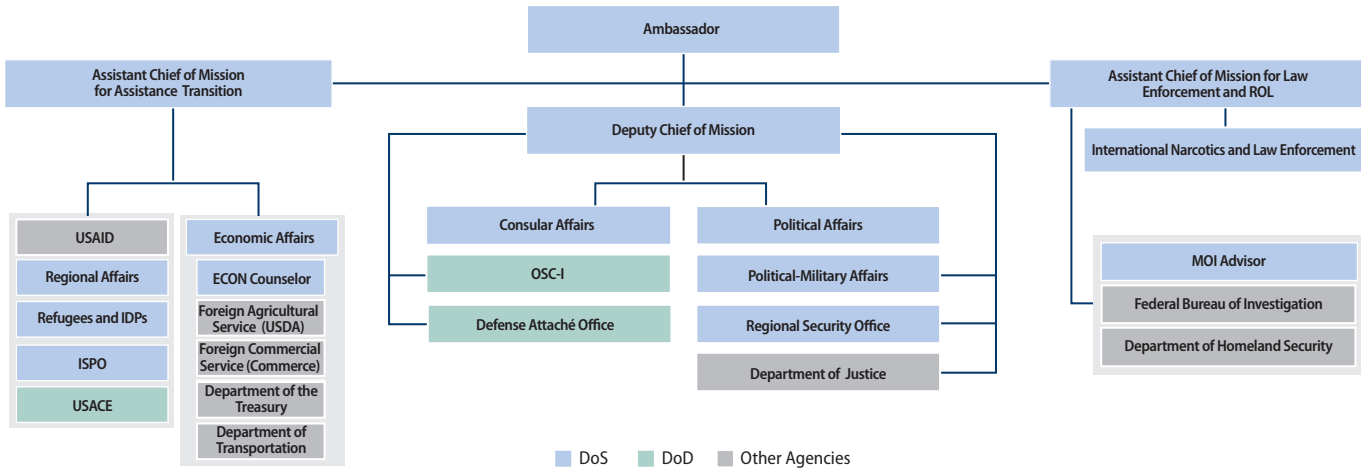 Ambassador
Assistant Chief of Mission
for Assistance Transition
Assistant Chief of Mission for Law
Enforcement and ROL
Deputy Chief of Mission
International Narcotics and Law Enforcement
USAID
Regional Affairs
Refugees and IDPs
ISPO
USACE
Economic Affairs
ECON Counselor
Foreign Agricultural
Service (USDA)
Foreign Commercial
Service (Commerce)
Department of the
Treasury
Department of
Transportation
Consular Affairs
OSC-I
Defense Attaché Office
Political Affairs
Political-Military Affairs
Regional Security Office
Department of Justice
MOI Advisor
Federal Bureau of Investigation
Department of Homeland Security
DoS
DoD
Other Agencies